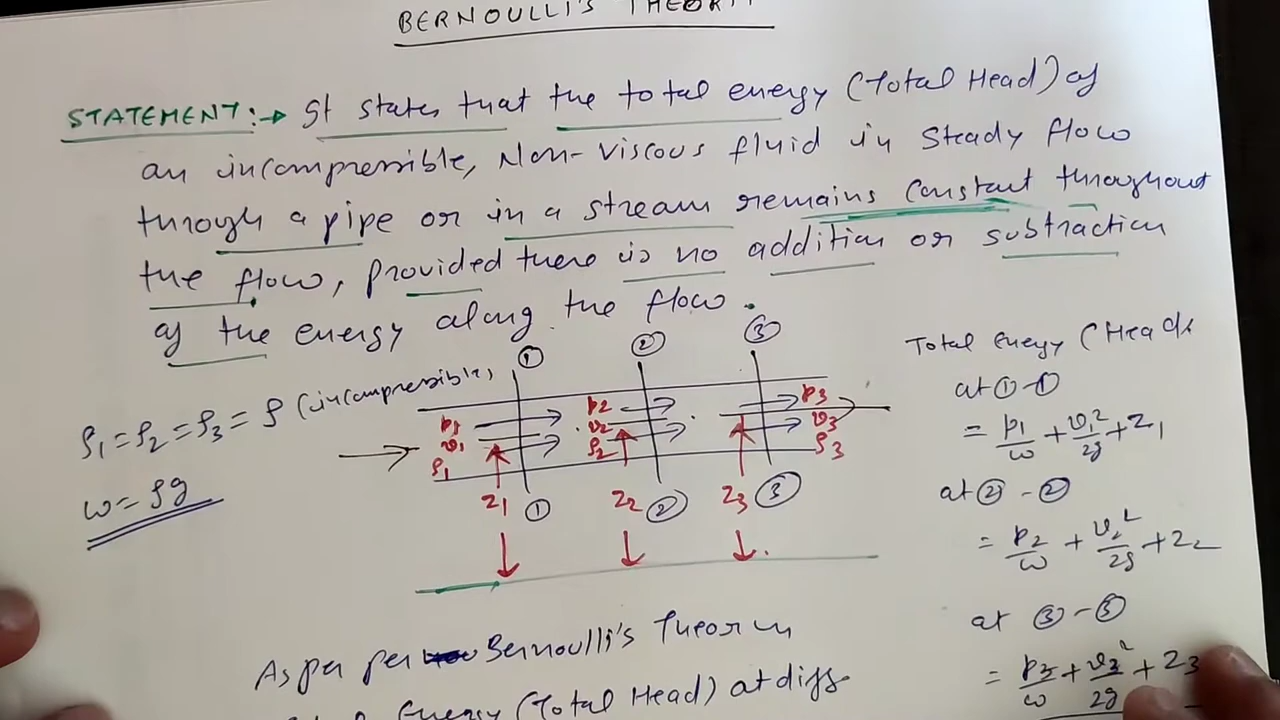 BERNOULLI'S THEORM
STATEMENT:→ It states that the total energy (Total Head) of
an incompressible, Non-viscous fluid in steady flow
through a pipe or in a stream remains constant throughout
the flow, provided there is no addition or subtraction
of the energy along the flow.
ρ1 = ρ2 = ρ3 = ρ (incompressible)
w = ρg
① ② ③
p1 p2 p3
v1 v2 v3
ρ1 ρ2 ρ3
Z1 ① Z2 ② Z3 ③
Total energy (Heads
at ①-①
= p1/w + v1²/2g + Z1
at ② - ②
= p2/w + v2²/2g + Z2
at ③ - ③
= p3/w + v3²/2g + Z3
As per per Bernoulli's Theorm
Energy (Total Head) at diff